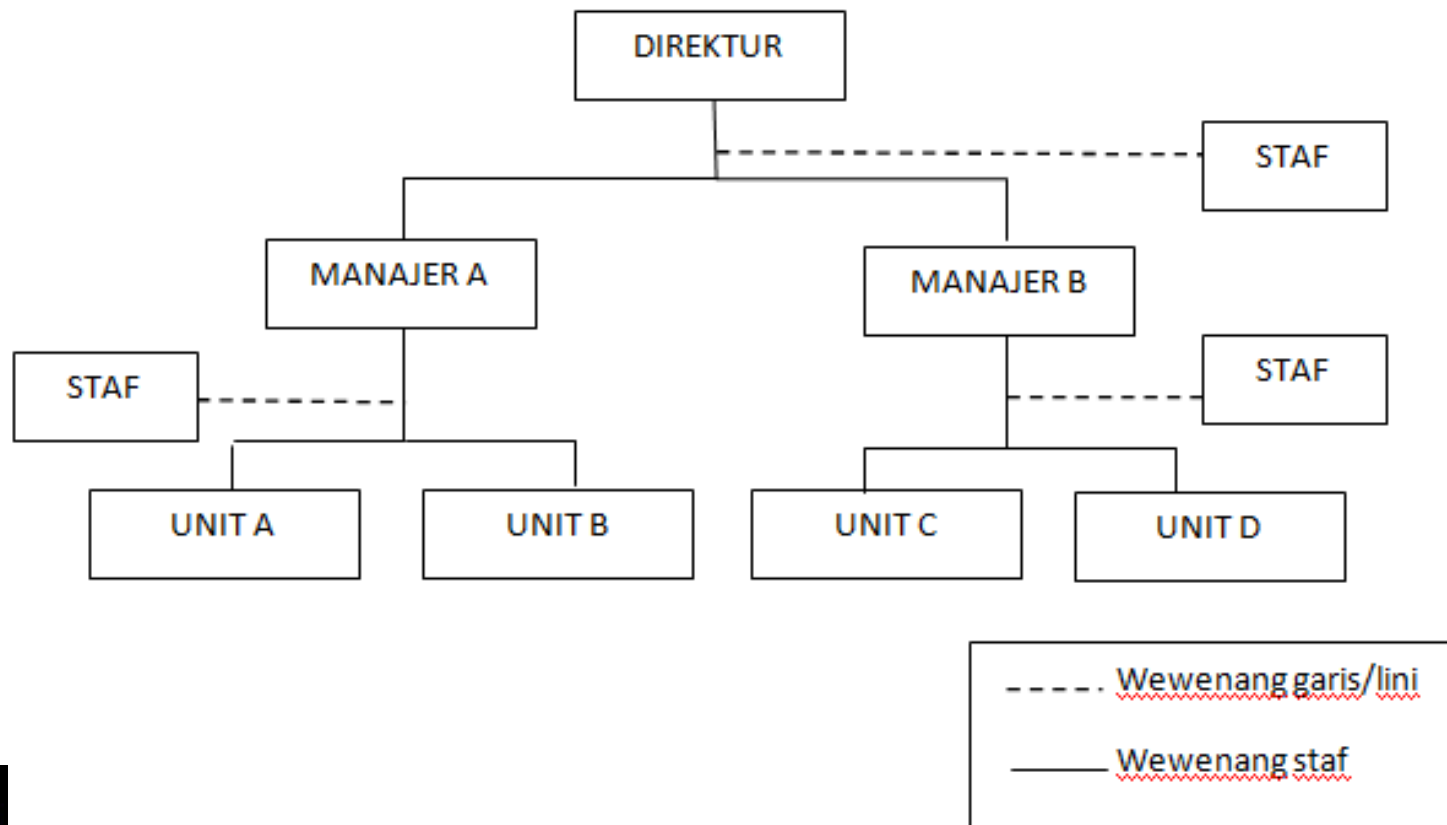 DIREKTUR
STAF
MANAJER A
MANAJER B
STAF
STAF
UNIT A
UNIT B
UNIT C
UNIT D
Wewenang garis/lini
Wewenang staf